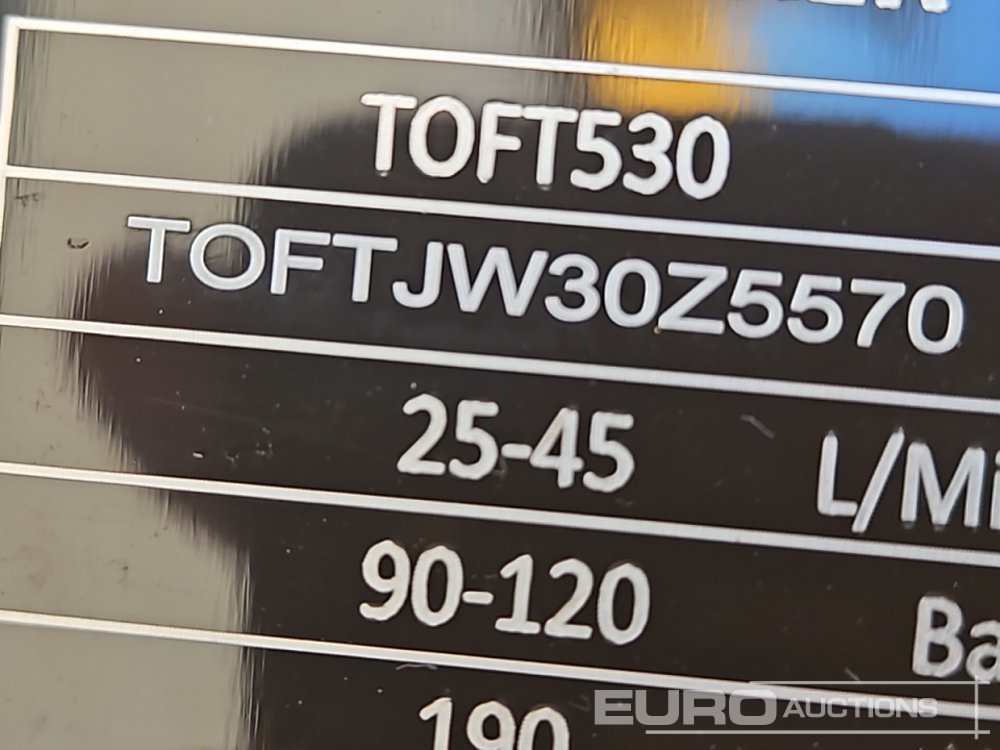 TOFT530
TOFTJW30Z5570
25-45 L/Mi
90-120 Ba
190
EURO AUCTIONS